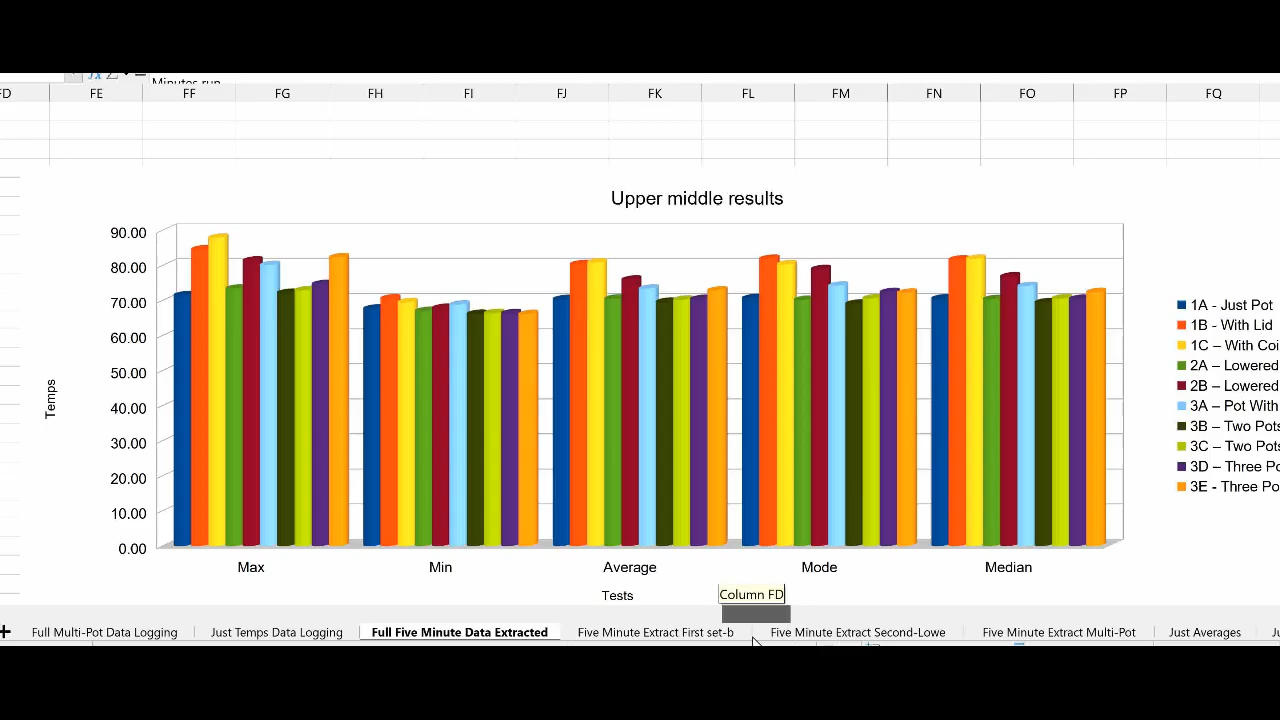 Minutes run
FD FE FF FG FH FI FJ FK FL FM FN FO FP FQ
Upper middle results
90.00
80.00
70.00
60.00
50.00
40.00
30.00
20.00
10.00
0.00
Temps
Max Min Average Mode Median
Tests
1A - Just Pot
1B - With Lid
1C – With Coi
2A – Lowered
2B – Lowered
3A – Pot With
3B – Two Pots
3C – Two Pots
3D – Three Po
3E - Three Po
Column FD
Full Multi-Pot Data Logging Just Temps Data Logging Full Five Minute Data Extracted Five Minute Extract First set-b Five Minute Extract Second-Lowe Five Minute Extract Multi-Pot Just Averages Ju